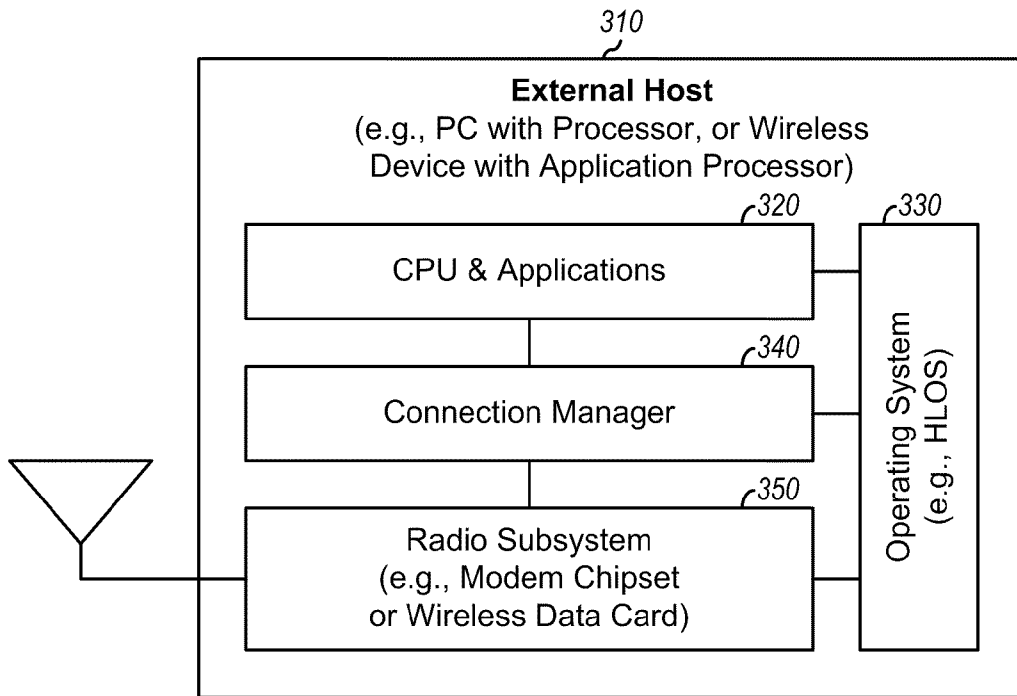 310
External Host
(e.g., PC with Processor, or Wireless
Device with Application Processor)
320
CPU & Applications
330
Operating System
(e.g., HLOS)
340
Connection Manager
350
Radio Subsystem
(e.g., Modem Chipset
or Wireless Data Card)